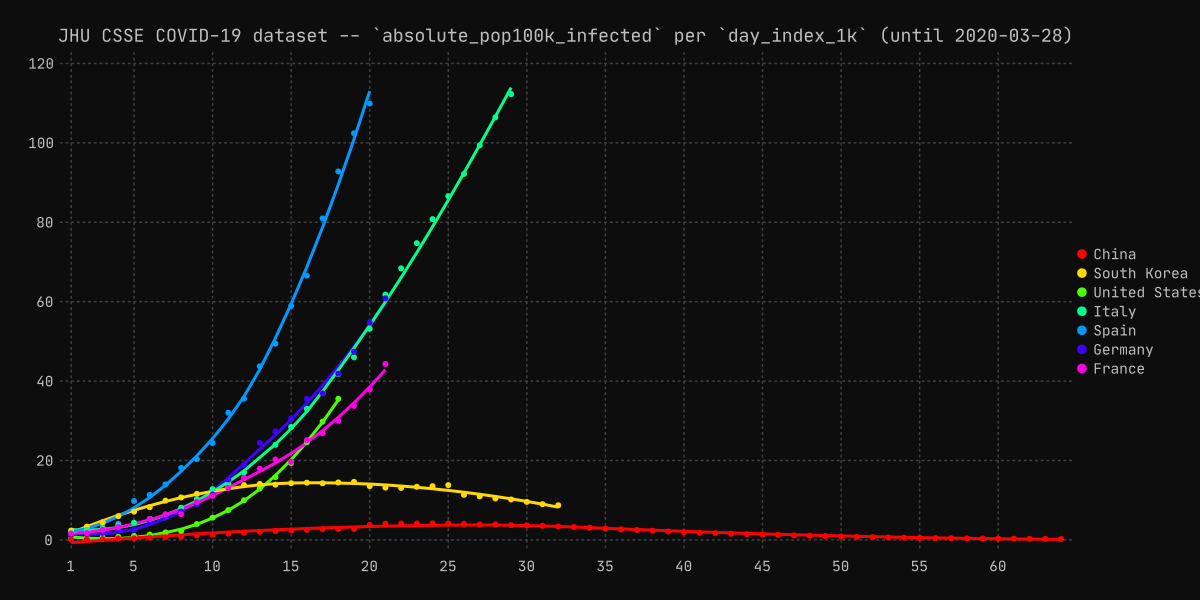 JHU CSSE COVID-19 dataset -- `absolute_pop100k_infected` per `day_index_1k` (until 2020-03-28)
120
100
80
60
40
20
0
1 5 10 15 20 25 30 35 40 45 50 55 60
China
South Korea
United States
Italy
Spain
Germany
France